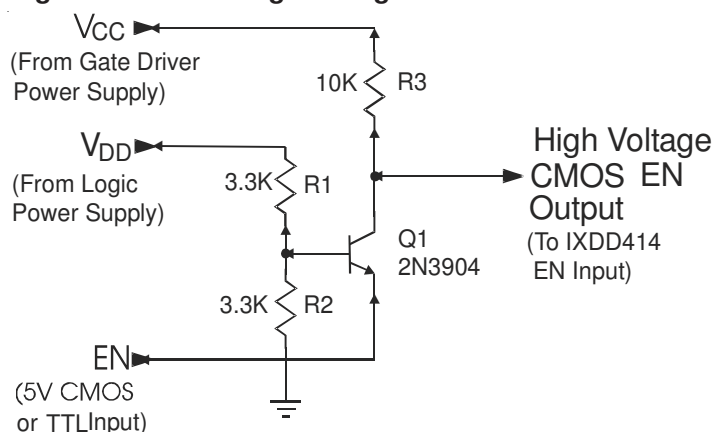 VCC
(From Gate Driver
Power Supply)
10K
R3
VDD
(From Logic
Power Supply)
3.3K
R1
High Voltage
CMOS EN
Output
(To IXDD414
EN Input)
Q1
2N3904
3.3K
R2
EN
(5V CMOS
or TTLInput)